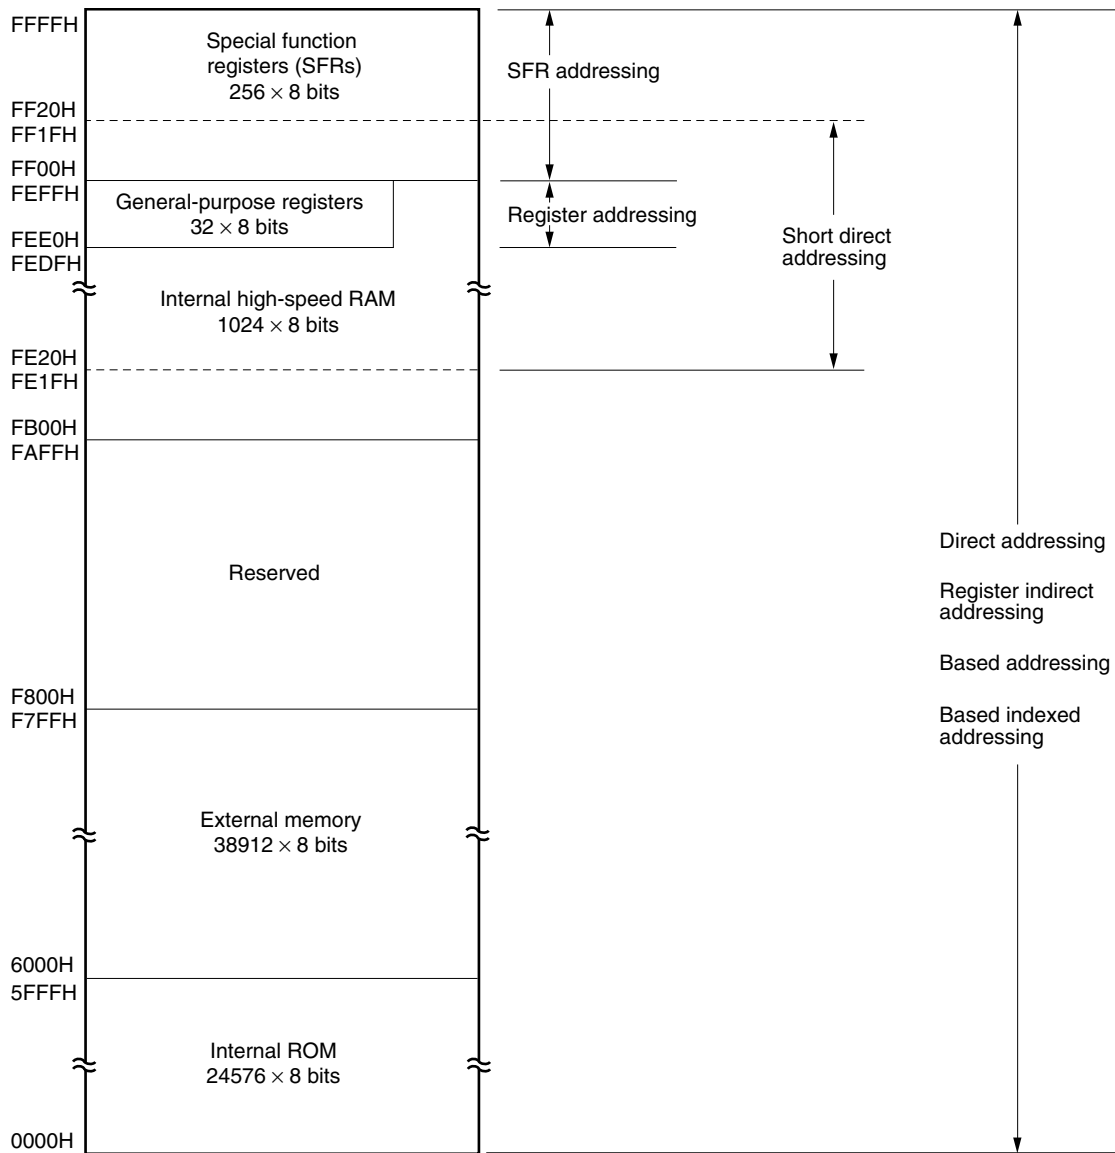 FFFFH
Special function
registers (SFRs)
256 × 8 bits
SFR addressing
FF20H
FF1FH
FF00H
FEFFH
General-purpose registers
32 × 8 bits
Register addressing
Short direct
addressing
FEE0H
FEDFH
Internal high-speed RAM
1024 × 8 bits
FE20H
FE1FH
FB00H
FAFFH
Reserved
Direct addressing
Register indirect
addressing
Based addressing
Based indexed
addressing
F800H
F7FFH
External memory
38912 × 8 bits
6000H
5FFFH
Internal ROM
24576 × 8 bits
0000H